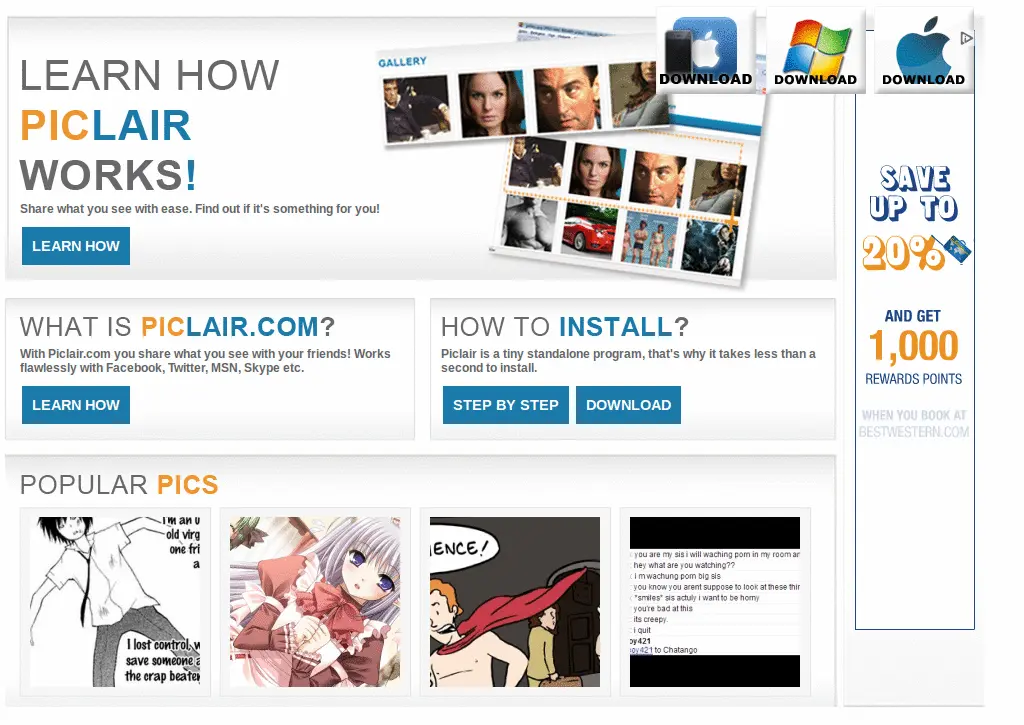 GALLERY
DOWNLOAD
DOWNLOAD
DOWNLOAD
LEARN HOW
PICLAIR
WORKS!
Share what you see with ease. Find out if it's something for you!
LEARN HOW
SAVE
UP TO
20%
AND GET
1,000
REWARDS POINTS
WHEN YOU BOOK AT
BESTWESTERN.COM
WHAT IS PICLAIR.COM?
With Piclair.com you share what you see with your friends! Works
flawlessly with Facebook, Twitter, MSN, Skype etc.
LEARN HOW
HOW TO INSTALL?
Piclair is a tiny standalone program, that's why it takes less than a
second to install.
STEP BY STEP
DOWNLOAD
POPULAR PICS
I'm an
old virg
one fri
a
I lost control, w
save someone a
the crap beate
IENCE!
you are my sis i will waching porn in my room an
hey what are you watching??
i m wachung porn big sis
you know you arent suppose to look at these thin
*smiles* sis actuly i want to be horny
you're bad at this
its creepy.
i quit
oy421
oy421 to Chatango